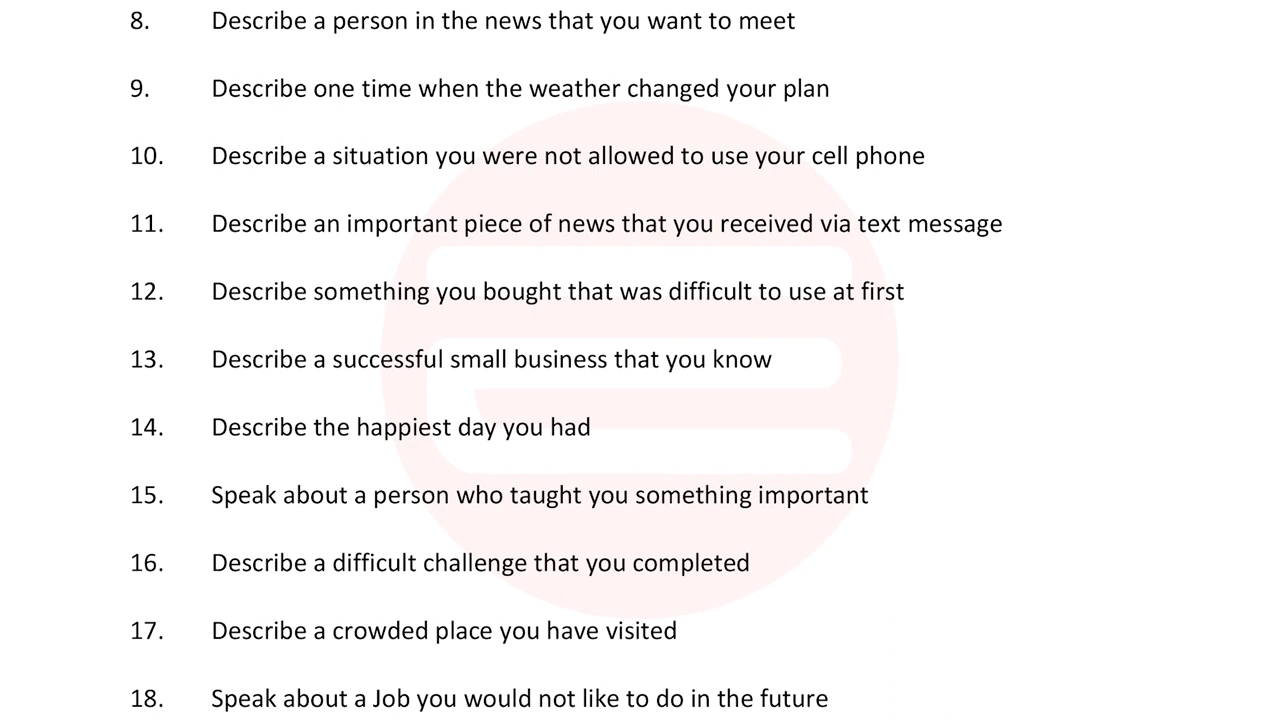 8. Describe a person in the news that you want to meet
9. Describe one time when the weather changed your plan
10. Describe a situation you were not allowed to use your cell phone
11. Describe an important piece of news that you received via text message
12. Describe something you bought that was difficult to use at first
13. Describe a successful small business that you know
14. Describe the happiest day you had
15. Speak about a person who taught you something important
16. Describe a difficult challenge that you completed
17. Describe a crowded place you have visited
18. Speak about a Job you would not like to do in the future